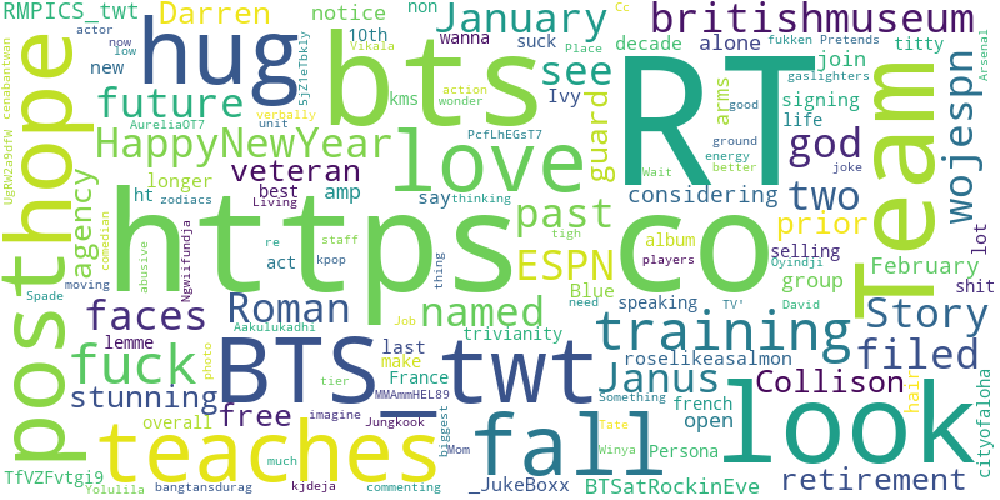 RMPICS_twt
Darren
hug
notice
10th
non
wanna
January
suck
Cc
britishmuseum
actor
now
low
new
5jZ1eTbkly
Vikala
Place
decade
alone
fukken
Pretends
titty
join
gaslighters
Arsenal
cenabantwan
UgRW2a9dfW
posthope
bts
kms
action
wonder
see
Ivy
RT
arms
good
signing
life
Team
wojespn
future
AureliaOT7
verbally
unit
PcfLhEGsT7
guard
ground
energy
better
god
joke
HappyNewYear
love
Wait
veteran
considering
two
longer
best
Living
amp
say
thinking
past
prior
ht
zodiacs
agency
https
co
album
selling
lot
comedian
abusive
Ngwiifundja
re
act
staff
kpop
thing
tigh
ESPN
players
Oyindji
February
moving
Blue
group
shit
Spade
faces
Roman
Aakulukadhi
named
need
speaking
TV'
David
Story
lemme
Job
trivianity
training
photo
BTS_twt
last
make
France
roselikeasalmon
filed
fuck
tier
MMAmmHEL89
Something
Janus
Collison
hair
stunning
free
imagine
Jungkook
biggest
french
open
look
cityofaloha
overall
teaches
much
Mom
fall
Tate
Winya
Persona
TfVZFvtgi9
Yolulila
bangtansdurag
kjdeja
commenting
_JukeBoxx
BTSatRockinEve
retirement